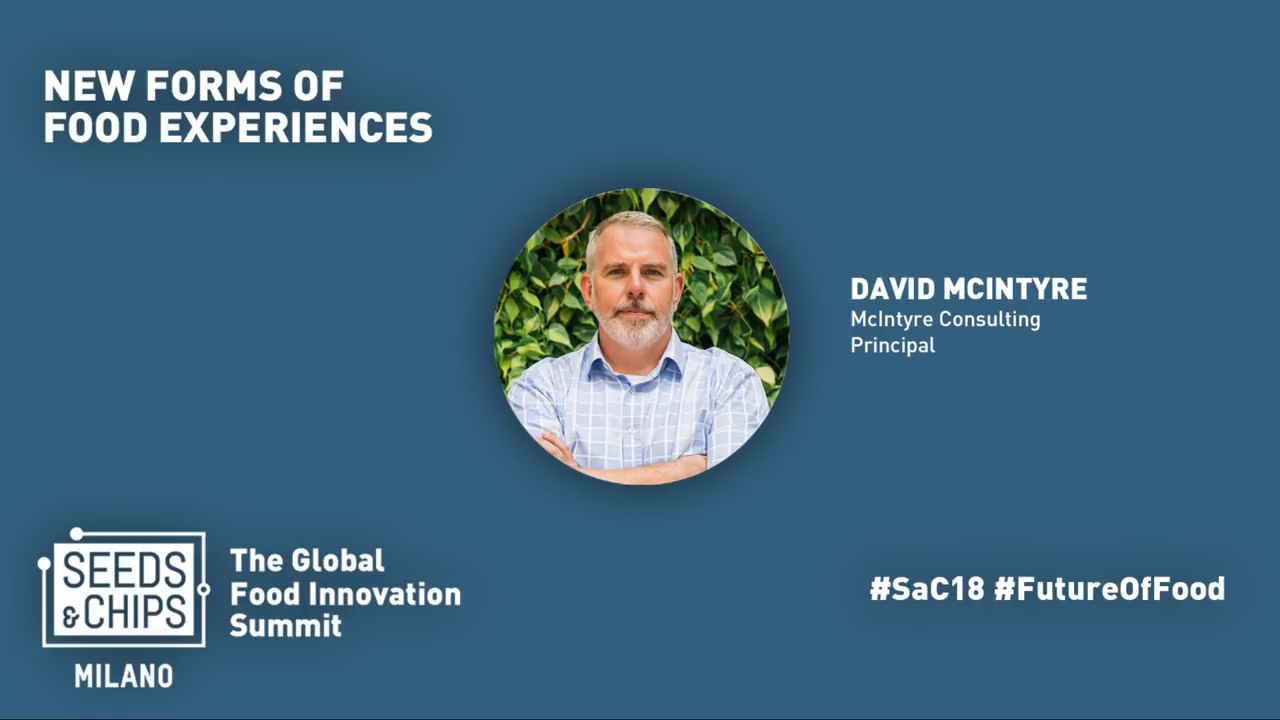 NEW FORMS OF
FOOD EXPERIENCES
DAVID MCINTYRE
McIntyre Consulting
Principal
SEEDS
&CHIPS
MILANO
The Global
Food Innovation
Summit
#SaC18 #FutureOfFood